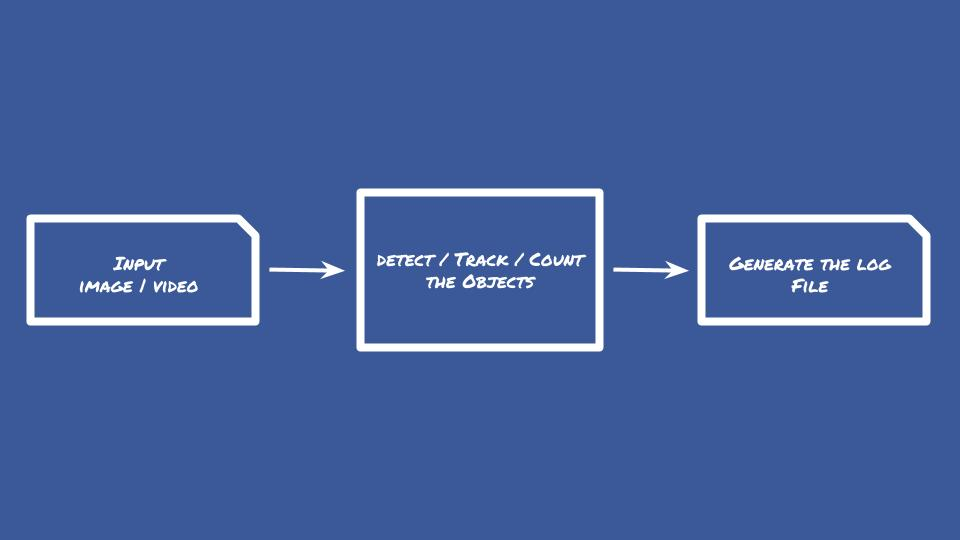 Input
image / video
detect / Track / Count
the Objects
Generate the log
File